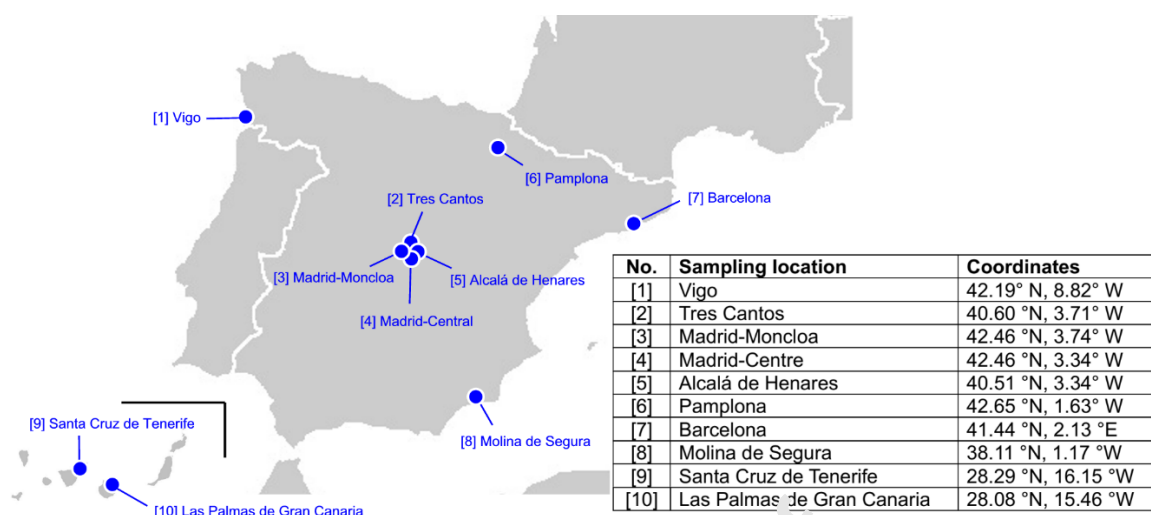 [1] Vigo
[6] Pamplona
[2] Tres Cantos
[7] Barcelona
[3] Madrid-Moncloa
[5] Alcalá de Henares
[4] Madrid-Central
[9] Santa Cruz de Tenerife
[8] Molina de Segura
[10] Las Palmas de Gran Canaria
No. Sampling location Coordinates
[1] Vigo 42.19° N, 8.82° W
[2] Tres Cantos 40.60 °N, 3.71° W
[3] Madrid-Moncloa 42.46 °N, 3.74° W
[4] Madrid-Centre 42.46 °N, 3.34° W
[5] Alcalá de Henares 40.51 °N, 3.34° W
[6] Pamplona 42.65 °N, 1.63° W
[7] Barcelona 41.44 °N, 2.13 °E
[8] Molina de Segura 38.11 °N, 1.17 °W
[9] Santa Cruz de Tenerife 28.29 °N, 16.15 °W
[10] Las Palmas de Gran Canaria 28.08 °N, 15.46 °W